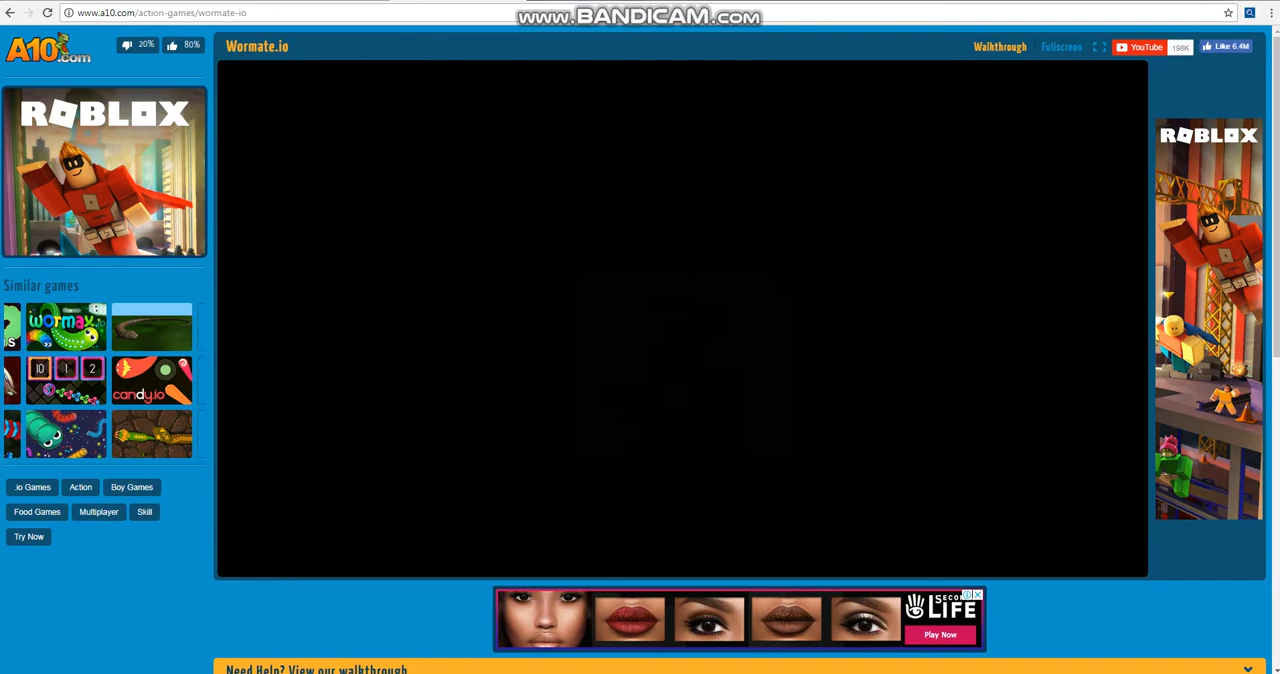 www.a10.com/action-games/wormate-io
www.BANDICAM.com
A10.com
20%
80%
Wormate.io
Walkthrough
Fullscreen
YouTube
198K
Like 6.4M
ROBLOX
ROBLOX
Similar games
wormax.io
10 1 2
candy.io
.io Games
Action
Boy Games
Food Games
Multiplayer
Skill
Try Now
LIFE
Play Now
Need Help? View our walkthrough